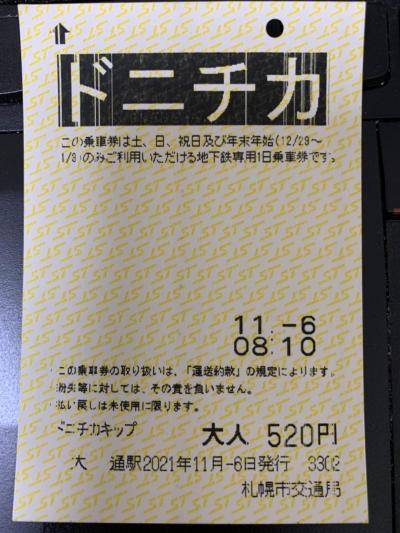 ドニチカ
この乗車券は土、日、祝日及び年末年始(12/29～
1/3)のみご利用いただける地下鉄専用1日乗車券です。
11.-6
08:10
この乗車券の取り扱いは、「運送約款」の規定によります。
紛失等に対しては、その責を負いません。
払い戻しは未使用に限ります。
ドニチカキップ 大人 520円
大 通駅2021年11月-6日発行 3302
札幌市交通局